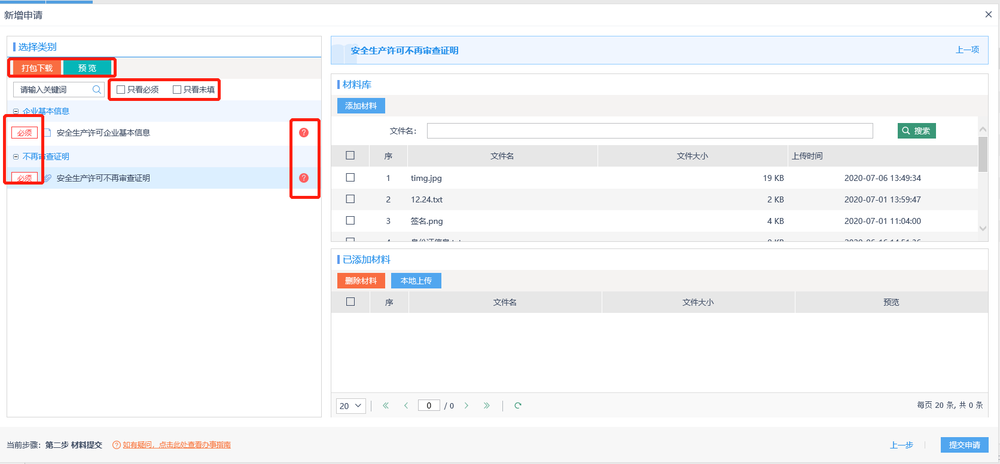 新增申请
选择类别
打包下载 预 览
请输入关键词 只看必须 只看未填
企业基本信息
必须 安全生产许可企业基本信息 ?
不再审查证明
必须 安全生产许可不再审查证明 ?
安全生产许可不再审查证明 上一项
材料库
添加材料
文件名： 搜索
序 文件名 文件大小 上传时间
1 timg.jpg 19 KB 2020-07-06 13:49:34
2 12.24.txt 2 KB 2020-07-01 13:59:47
3 签名.png 4 KB 2020-07-01 11:04:00
已添加材料
删除材料 本地上传
序 文件名 文件大小 预览
20 0 / 0 每页 20 条, 共 0 条
当前步骤：第二步 材料提交 ? 如有疑问，点击此处查看办事指南 上一步 提交申请